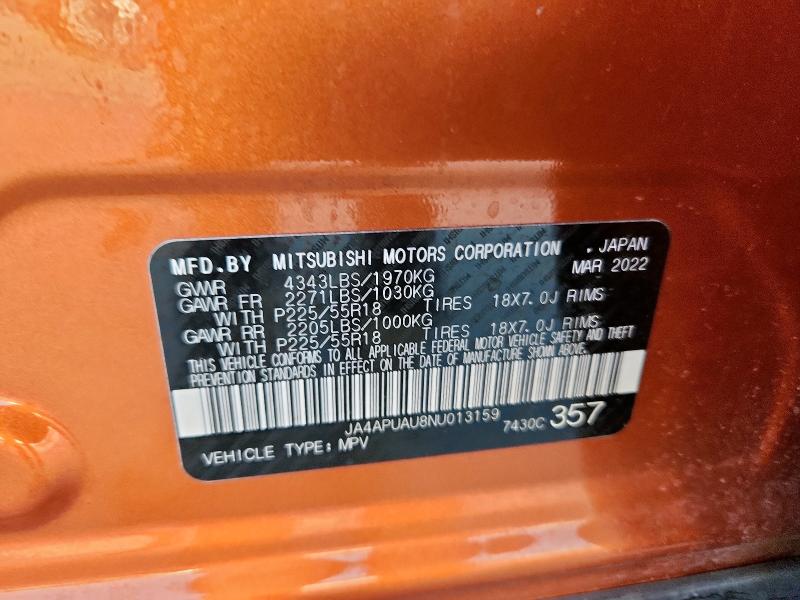 MFD.BY MITSUBISHI MOTORS CORPORATION . JAPAN
GVWR 4343LBS/1970KG MAR 2022
GAWR FR 2271LBS/1030KG
WITH P225/55R18 TIRES 18X7.0J RIMS
GAWR RR 2205LBS/1000KG
WITH P225/55R18 TIRES 18X7.0J RIMS
THIS VEHICLE CONFORMS TO ALL APPLICABLE FEDERAL MOTOR VEHICLE SAFETY AND THEFT
PREVENTION STANDARDS IN EFFECT ON THE DATE OF MANUFACTURE SHOWN ABOVE.
JA4APUAU8NU013159 7430C 357
VEHICLE TYPE: MPV